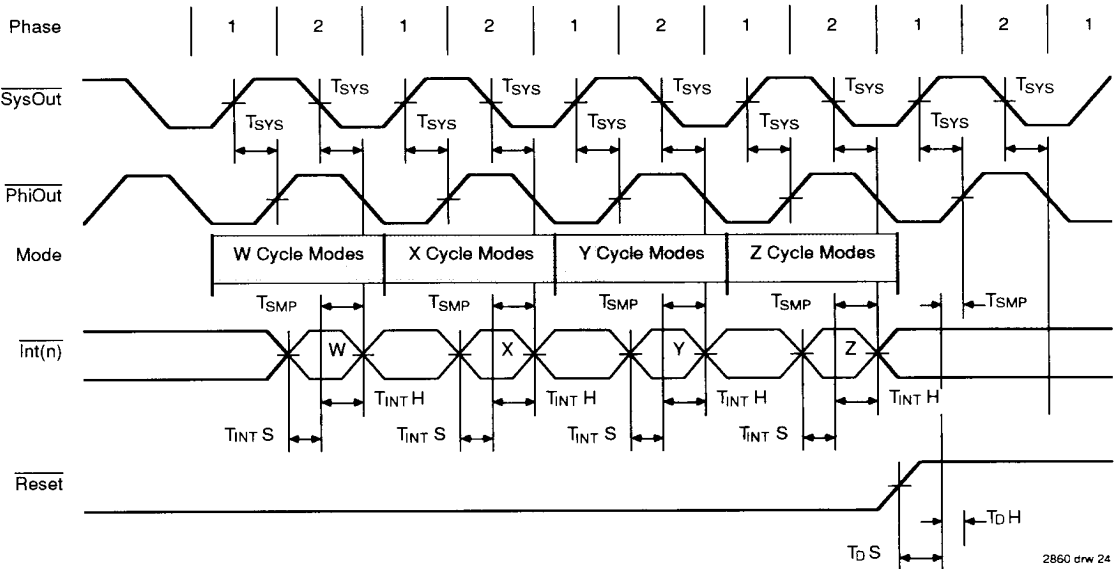 Phase 1 2 1 2 1 2 1 2 1 2 1
SysOut TSYS TSYS TSYS TSYS TSYS
TSYS TSYS TSYS TSYS TSYS
PhiOut
Mode W Cycle Modes X Cycle Modes Y Cycle Modes Z Cycle Modes
TSMP TSMP TSMP TSMP TSMP
Int(n) W X Y Z
TINT H TINT H TINT H TINT H
TINT S TINT S TINT S TINT S
Reset
TD H
TD S
2860 drw 24